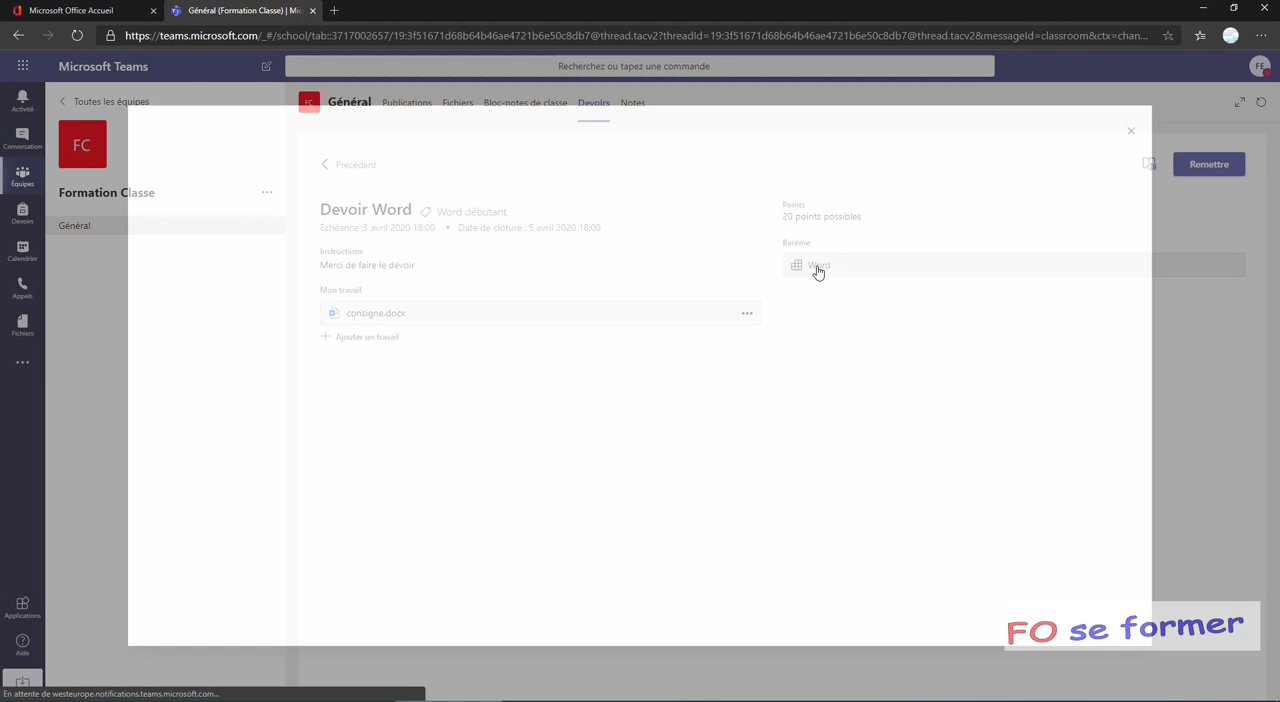 Microsoft Office Accueil
Général (Formation Classe) | Mic
https://teams.microsoft.com/_#/school/tab::3717002657/19:3f51671d68b64b46ae4721b6e50c8db7@thread.tacv2?threadId=19:3f51671d68b64b46ae4721b6e50c8db7@thread.tacv2&messageId=classroom&ctx=chan...
Microsoft Teams
Recherchez ou tapez une commande
FE
Activité
Conversation
Équipes
Devoirs
Calendrier
Appels
Fichiers
Applications
Aide
Toutes les équipes
FC
Formation Classe
Général
FC
Général
Publications
Fichiers
Bloc-notes de classe
Devoirs
Notes
Précédent
Remettre
Devoir Word
Word débutant
Échéance :3 avril 2020 18:00 • Date de clôture : 5 avril 2020 18:00
Instructions
Merci de faire le devoir
Mon travail
consigne.docx
Ajouter un travail
Points
20 points possibles
Barème
Word
FO se former
En attente de westeurope.notifications.teams.microsoft.com...